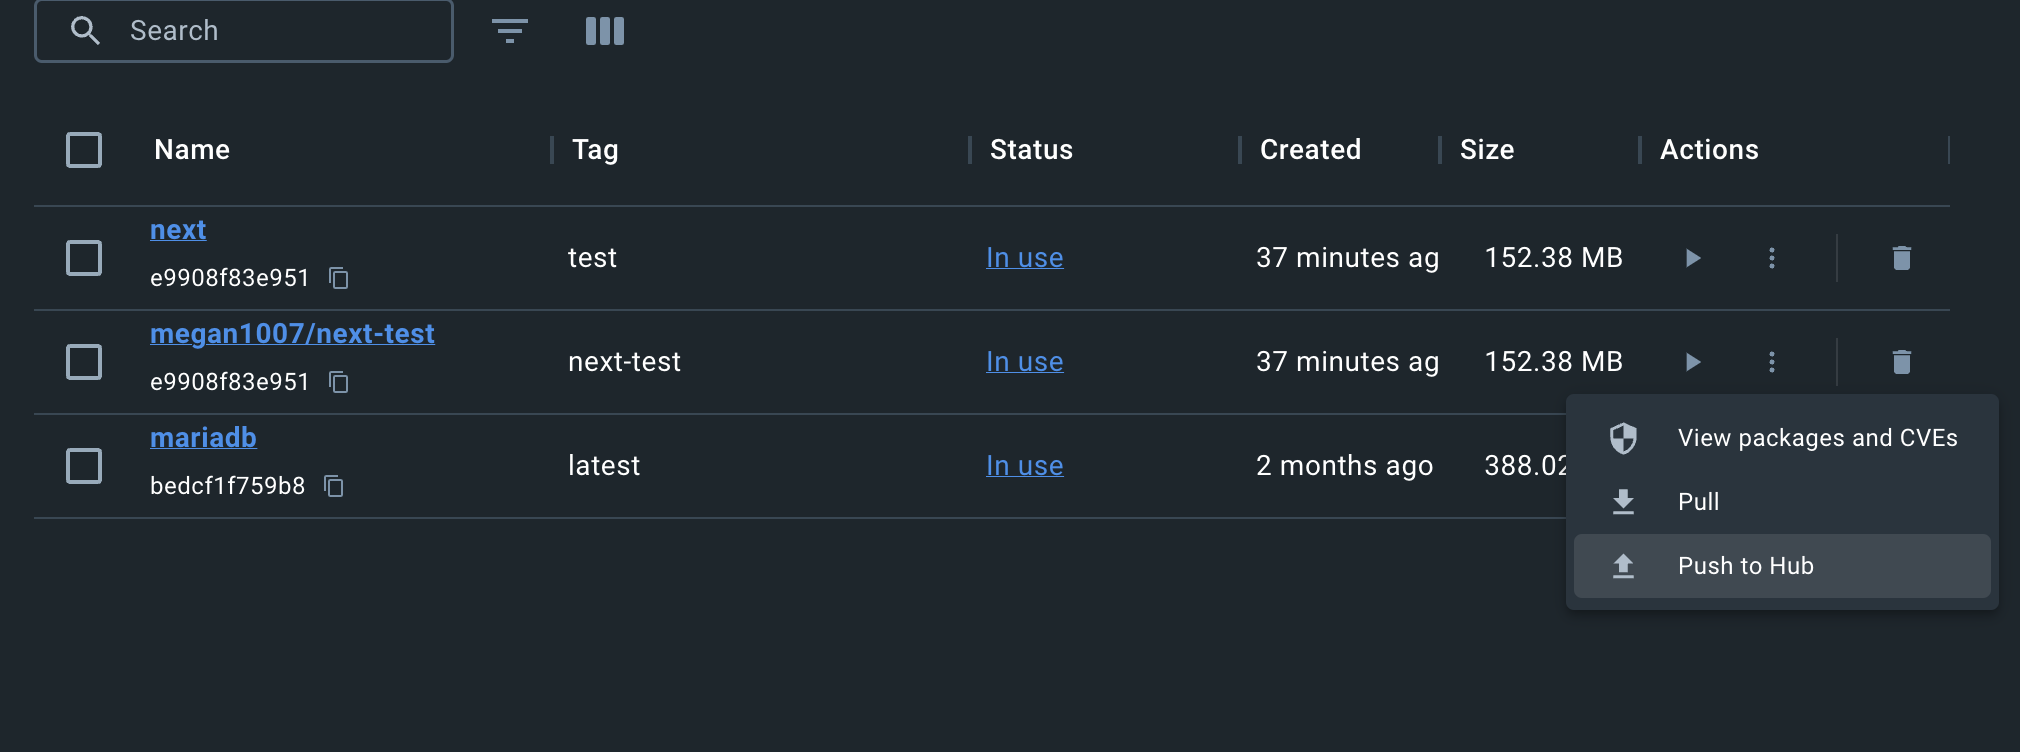 Search
Name Tag Status Created Size Actions
next
e9908f83e951
test In use 37 minutes ag 152.38 MB
megan1007/next-test
e9908f83e951
next-test In use 37 minutes ag 152.38 MB
mariadb
bedcf1f759b8
latest In use 2 months ago 388.02
View packages and CVEs
Pull
Push to Hub